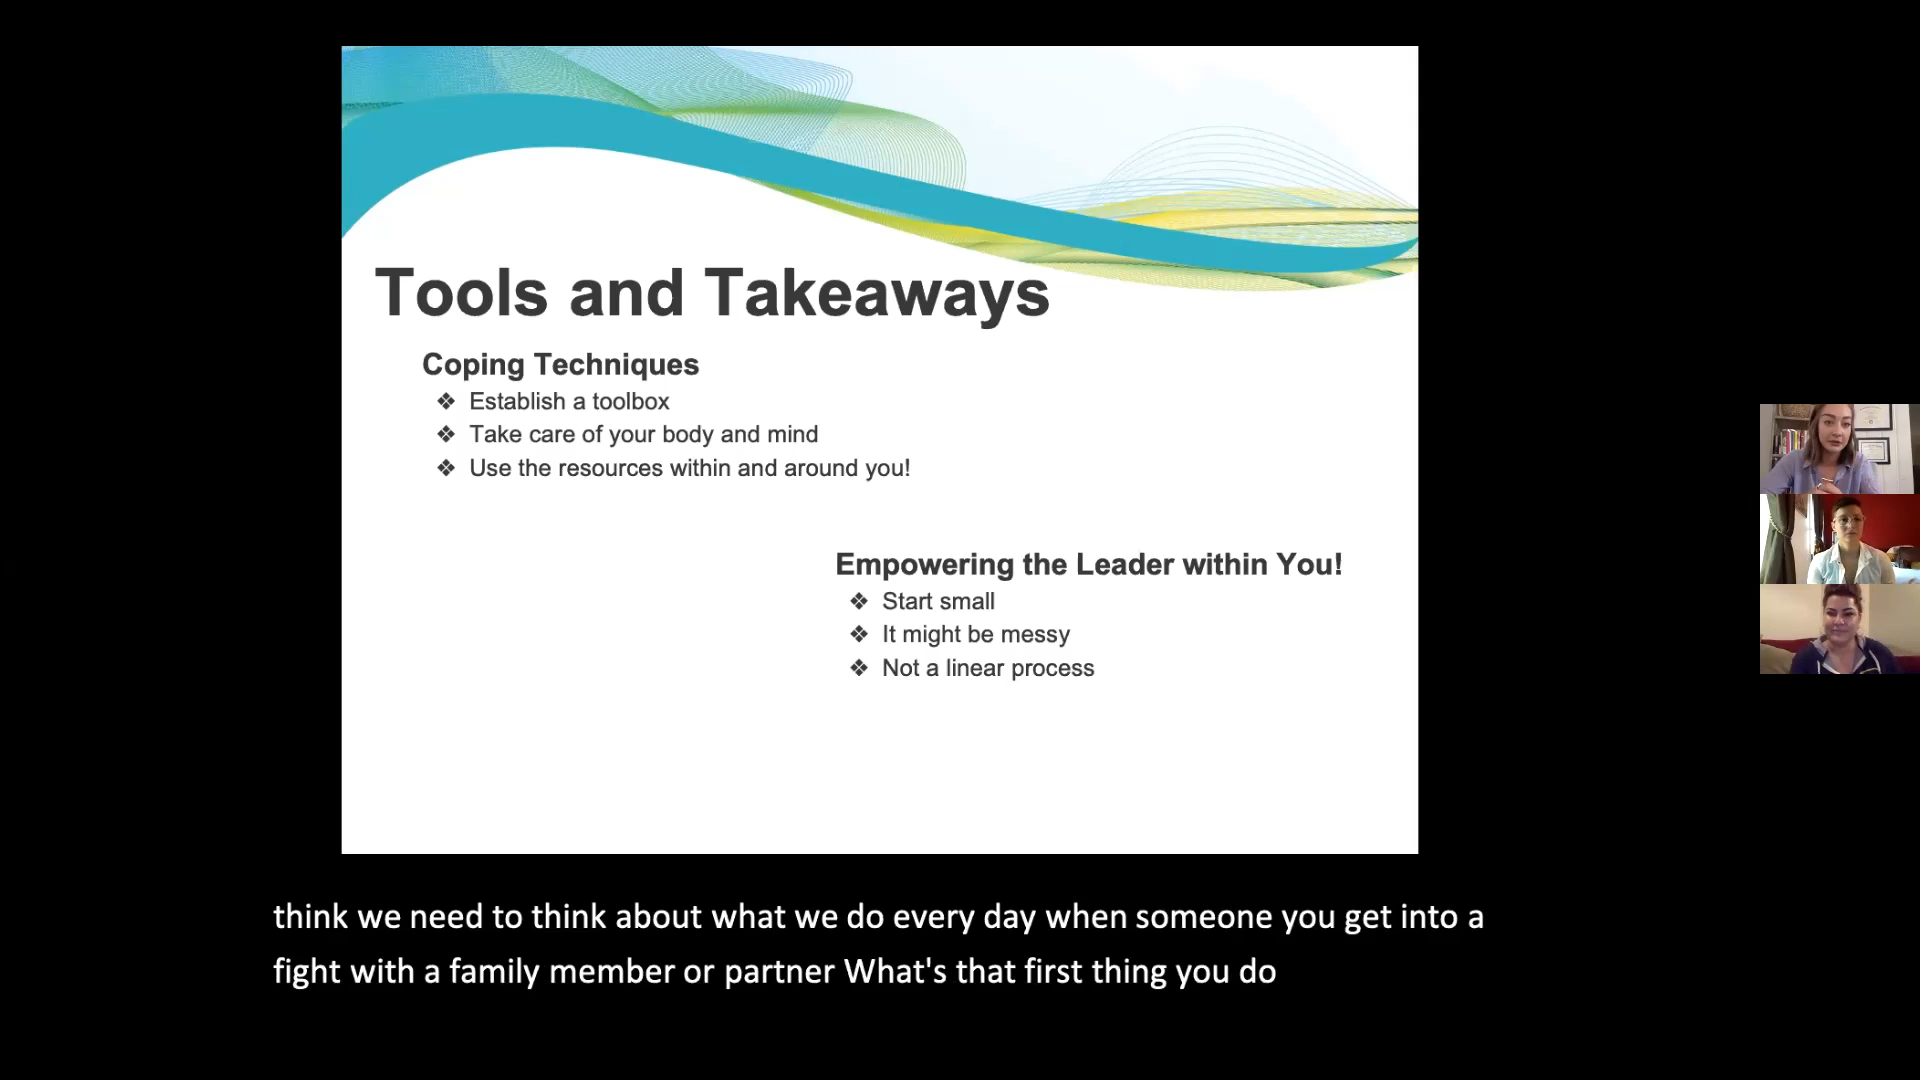 Tools and Takeaways
Coping Techniques
❖ Establish a toolbox
❖ Take care of your body and mind
❖ Use the resources within and around you!
Empowering the Leader within You!
❖ Start small
❖ It might be messy
❖ Not a linear process
think we need to think about what we do every day when someone you get into a
fight with a family member or partner What's that first thing you do